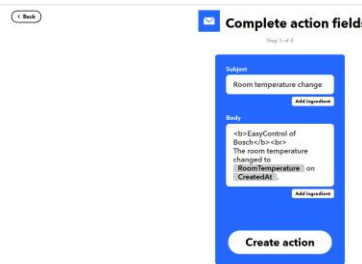 Back
Complete action fields
Step 5 of 6
Subject
Room temperature change
Add ingredient
Body
<b>EasyControl of
Bosch</b><br>
The room temperature
changed to
RoomTemperature on
CreatedAt .
Add ingredient
Create action